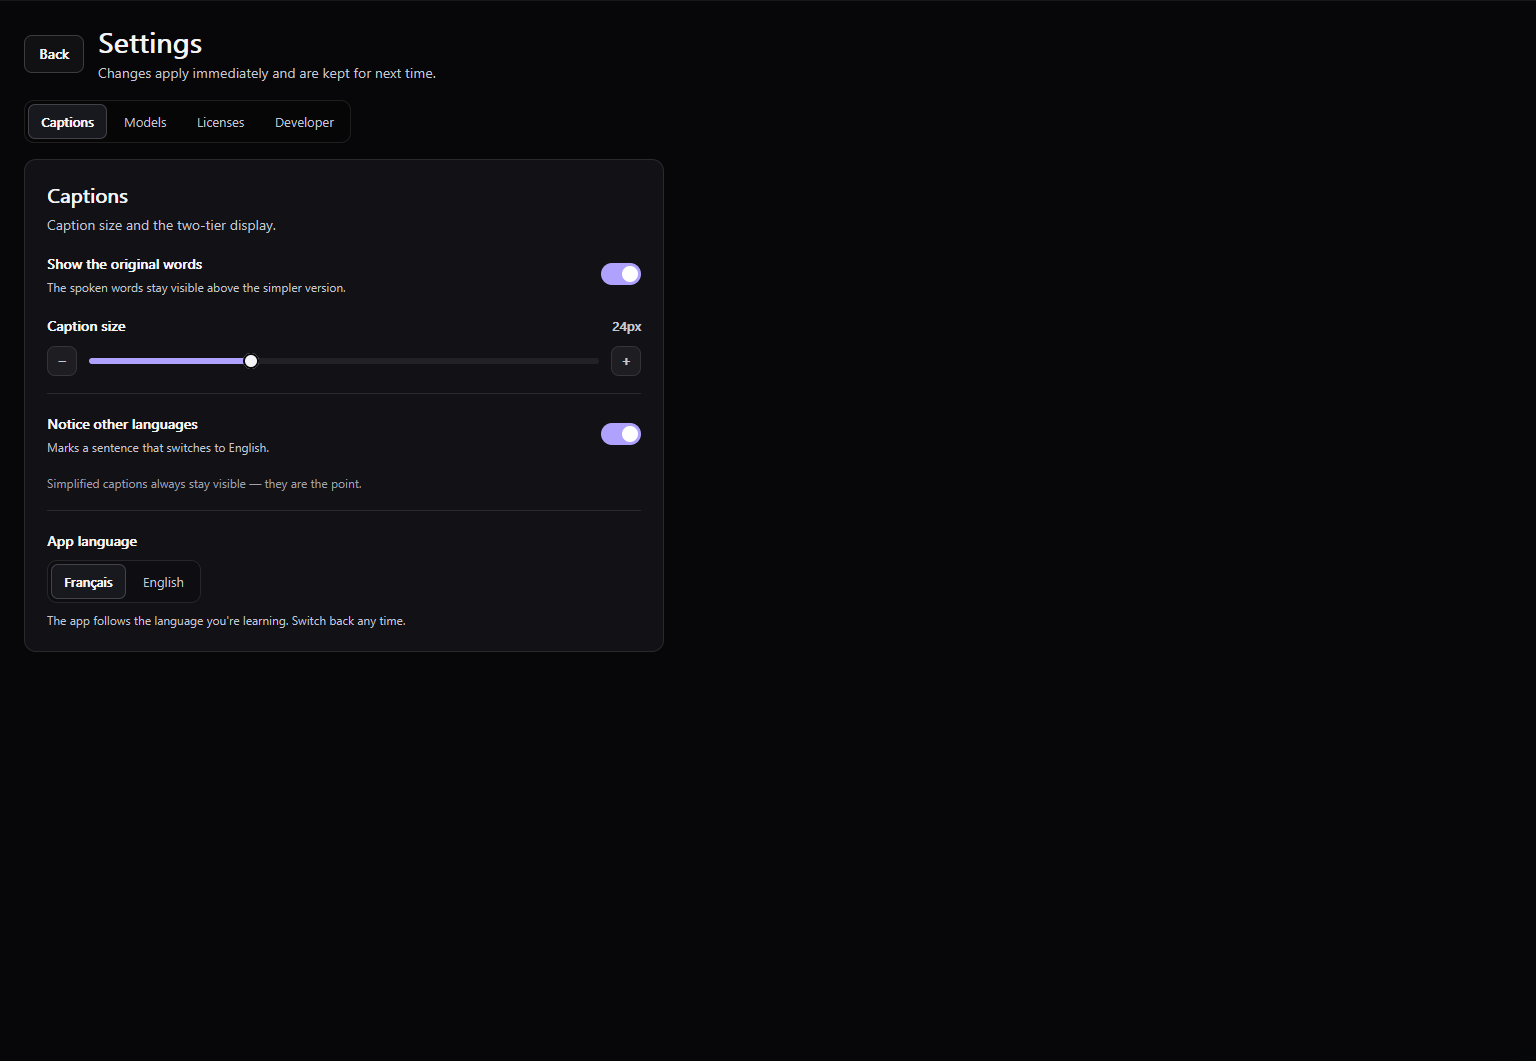 Back
Settings
Changes apply immediately and are kept for next time.
Captions Models Licenses Developer
Captions
Caption size and the two-tier display.
Show the original words
The spoken words stay visible above the simpler version.
Caption size 24px
− +
Notice other languages
Marks a sentence that switches to English.
Simplified captions always stay visible — they are the point.
App language
Français English
The app follows the language you're learning. Switch back any time.